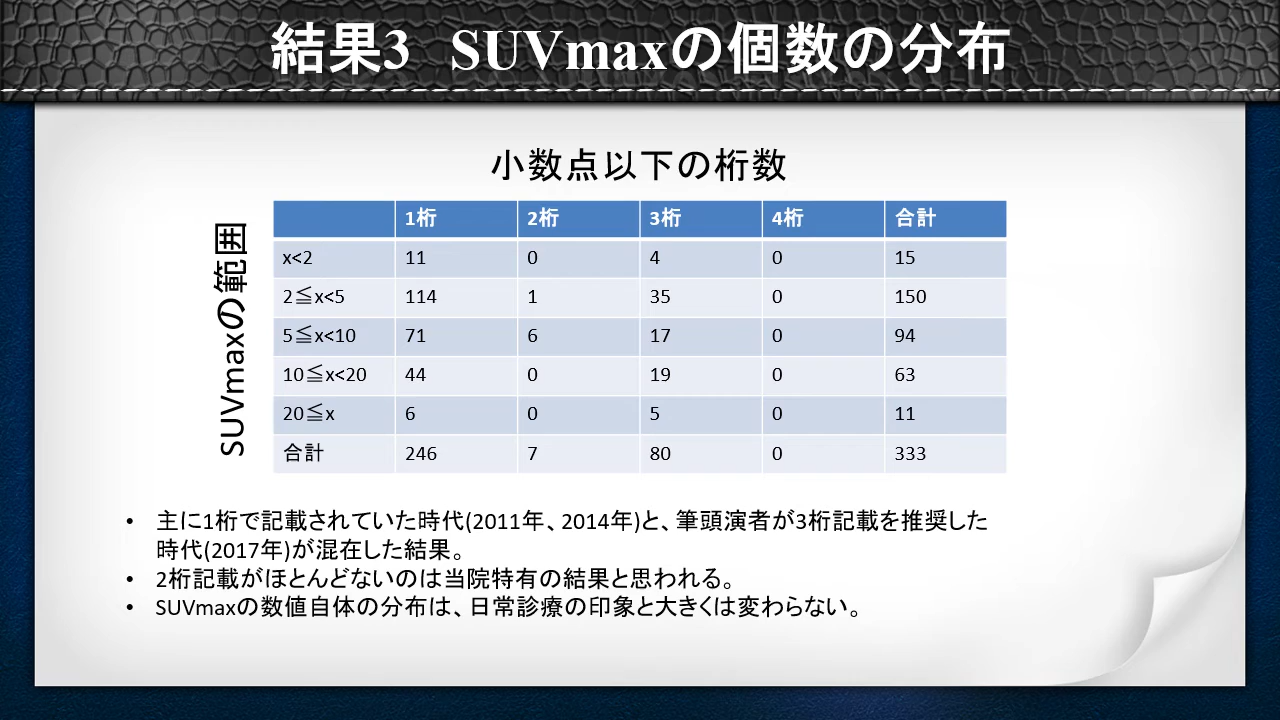 結果3 SUVmaxの個数の分布
小数点以下の桁数
SUVmaxの範囲
1桁 2桁 3桁 4桁 合計
x<2 11 0 4 0 15
2≦x<5 114 1 35 0 150
5≦x<10 71 6 17 0 94
10≦x<20 44 0 19 0 63
20≦x 6 0 5 0 11
合計 246 7 80 0 333
• 主に1桁で記載されていた時代(2011年、2014年)と、筆頭演者が3桁記載を推奨した
時代(2017年)が混在した結果。
• 2桁記載がほとんどないのは当院特有の結果と思われる。
• SUVmaxの数値自体の分布は、日常診療の印象と大きくは変わらない。